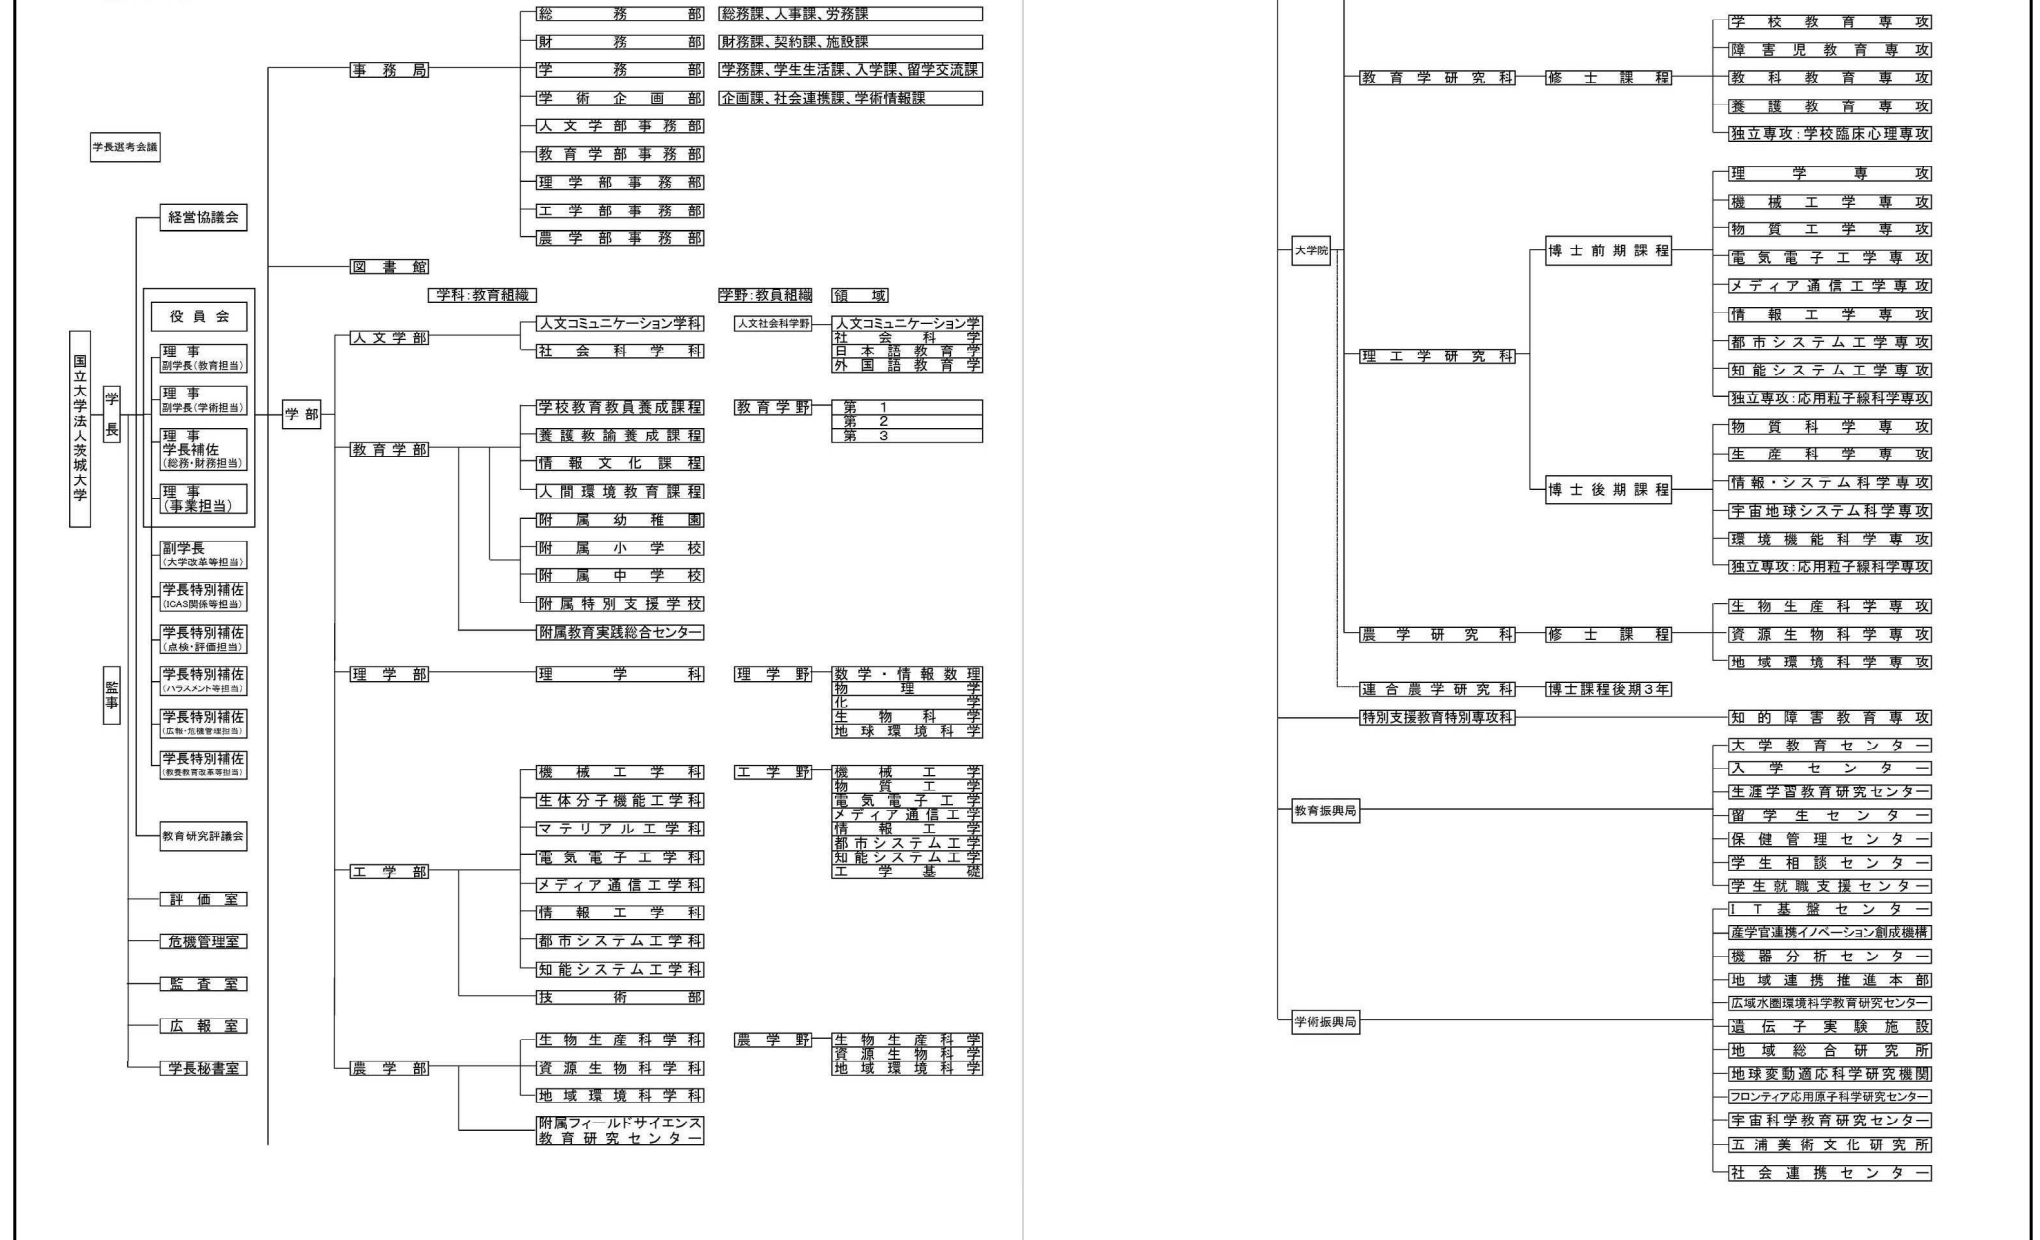 総務部 総務課、人事課、労務課
財務部 財務課、契約課、施設課
事務局 学務部 学務課、学生生活課、入学課、留学交流課
学術企画部 企画課、社会連携課、学術情報課
人文学部事務部
教育学部事務部
理学部事務部
工学部事務部
農学部事務部
学長選考会議
経営協議会
図書館
国立大学法人茨城大学
学長
監事
役員会
理事
副学長(教育担当)
理事
副学長(学術担当)
理事
学長補佐
(総務・財務担当)
理事
(事業担当)
副学長
(大学改革等担当)
学長特別補佐
(ICAS関係等担当)
学長特別補佐
(点検・評価担当)
学長特別補佐
(ハラスメント等担当)
学長特別補佐
(広報・危機管理担当)
学長特別補佐
(教養教育改革等担当)
教育研究評議会
評価室
危機管理室
監査室
広報室
学長秘書室
学部
学科:教育組織 学野:教員組織 領域
人文学部
人文コミュニケーション学科
社会科学科
人文社会科学野
人文コミュニケーション学
社会科学
日本語教育学
外国語教育学
教育学部
学校教育教員養成課程
養護教諭養成課程
情報文化課程
人間環境教育課程
附属幼稚園
附属小学校
附属中学校
附属特別支援学校
附属教育実践総合センター
教育学野
第1
第2
第3
理学部
理学科
理学野
数学・情報数理
物理学
化学
生物科学
地球環境科学
工学部
機械工学科
生体分子機能工学科
マテリアル工学科
電気電子工学科
メディア通信工学科
情報工学科
都市システム工学科
知能システム工学科
技術部
工学野
機械工学
物質工学
電気電子工学
メディア通信工学
情報工学
都市システム工学
知能システム工学
工学基礎
農学部
生物生産科学科
資源生物科学科
地域環境科学科
附属フィールドサイエンス
教育研究センター
農学野
生物生産科学
資源生物科学
地域環境科学
大学院
教育学研究科
修士課程
学校教育専攻
障害児教育専攻
教科教育専攻
養護教育専攻
独立専攻:学校臨床心理専攻
理工学研究科
博士前期課程
理学専攻
機械工学専攻
物質工学専攻
電気電子工学専攻
メディア通信工学専攻
情報工学専攻
都市システム工学専攻
知能システム工学専攻
独立専攻:応用粒子線科学専攻
博士後期課程
物質科学専攻
生産科学専攻
情報・システム科学専攻
宇宙地球システム科学専攻
環境機能科学専攻
独立専攻:応用粒子線科学専攻
農学研究科
修士課程
生物生産科学専攻
資源生物科学専攻
地域環境科学専攻
連合農学研究科 博士課程後期3年
特別支援教育特別専攻科 知的障害教育専攻
教育振興局
大学教育センター
入学センター
生涯学習教育研究センター
留学生センター
保健管理センター
学生相談センター
学生就職支援センター
学術振興局
IT基盤センター
産学官連携イノベーション創成機構
機器分析センター
地域連携推進本部
広域水圏環境科学教育研究センター
遺伝子実験施設
地域総合研究所
地球変動適応科学研究機関
フロンティア応用原子科学研究センター
宇宙科学教育研究センター
五浦美術文化研究所
社会連携センター